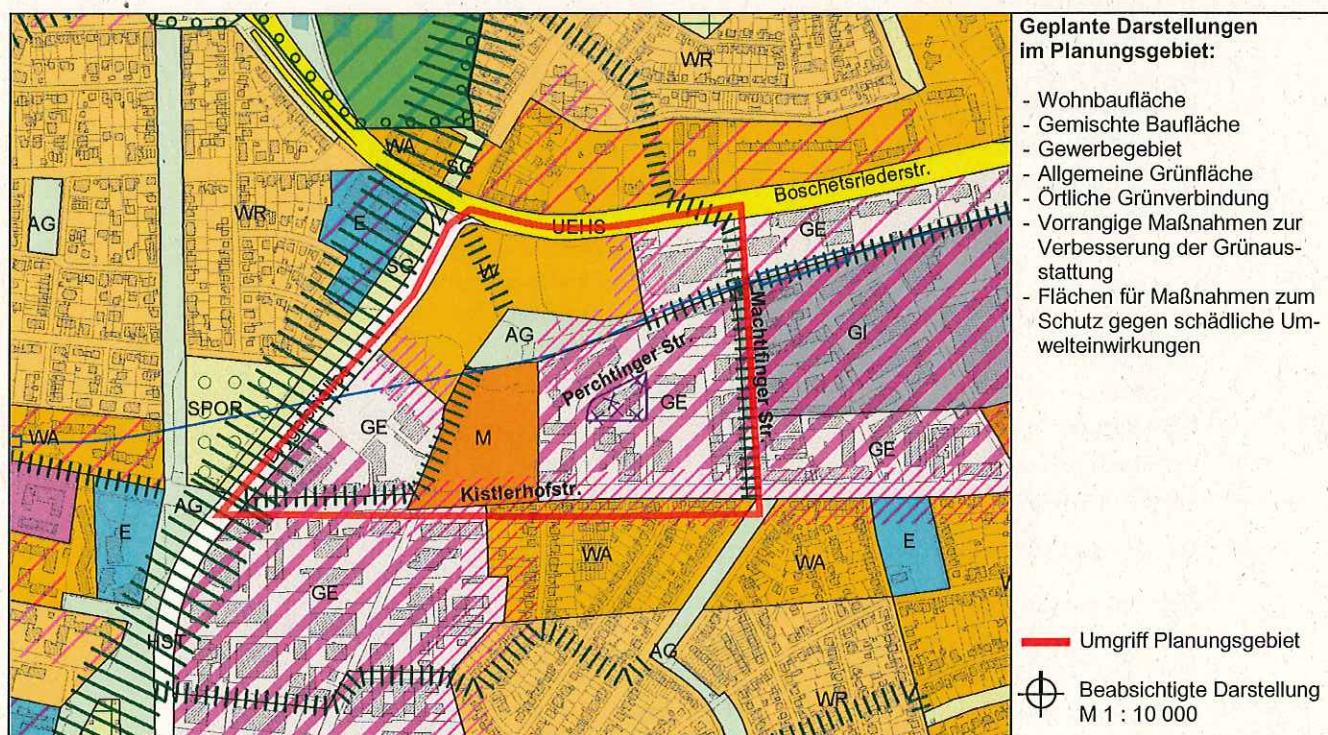 Geplante Darstellungen
im Planungsgebiet:
- Wohnbaufläche
- Gemischte Baufläche
- Gewerbegebiet
- Allgemeine Grünfläche
- Örtliche Grünverbindung
- Vorrangige Maßnahmen zur
Verbesserung der Grünaus-
stattung
- Flächen für Maßnahmen zum
Schutz gegen schädliche Um-
welteinwirkungen
Umgriff Planungsgebiet
Beabsichtigte Darstellung
M 1 : 10 000
WR
WA
SG
Boschetsriederstr.
AG
WR
E
UEHS
GE
SG
W
AG
Machtlfinger Str.
GI
Perchtinger Str.
SPOR
GE
GE
M
WA
GE
Kistlerhofstr.
AG
E
WA
WA
E
GE
HST
AG
WR